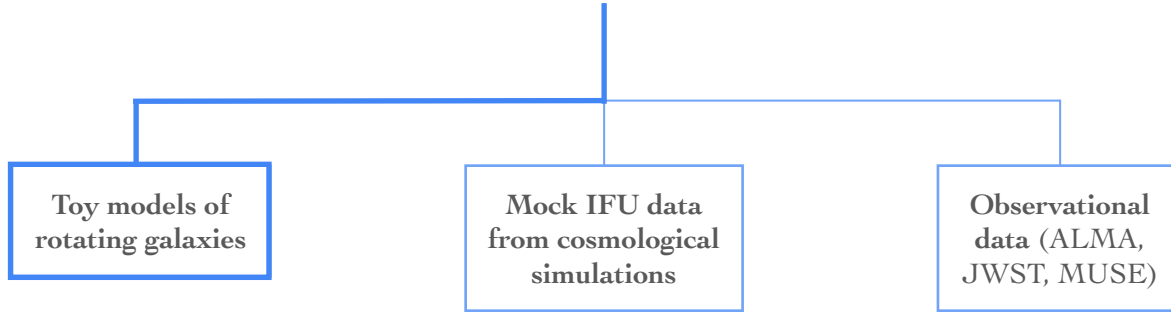 Toy models of
rotating galaxies
Mock IFU data
from cosmological
simulations
Observational
data (ALMA,
JWST, MUSE)